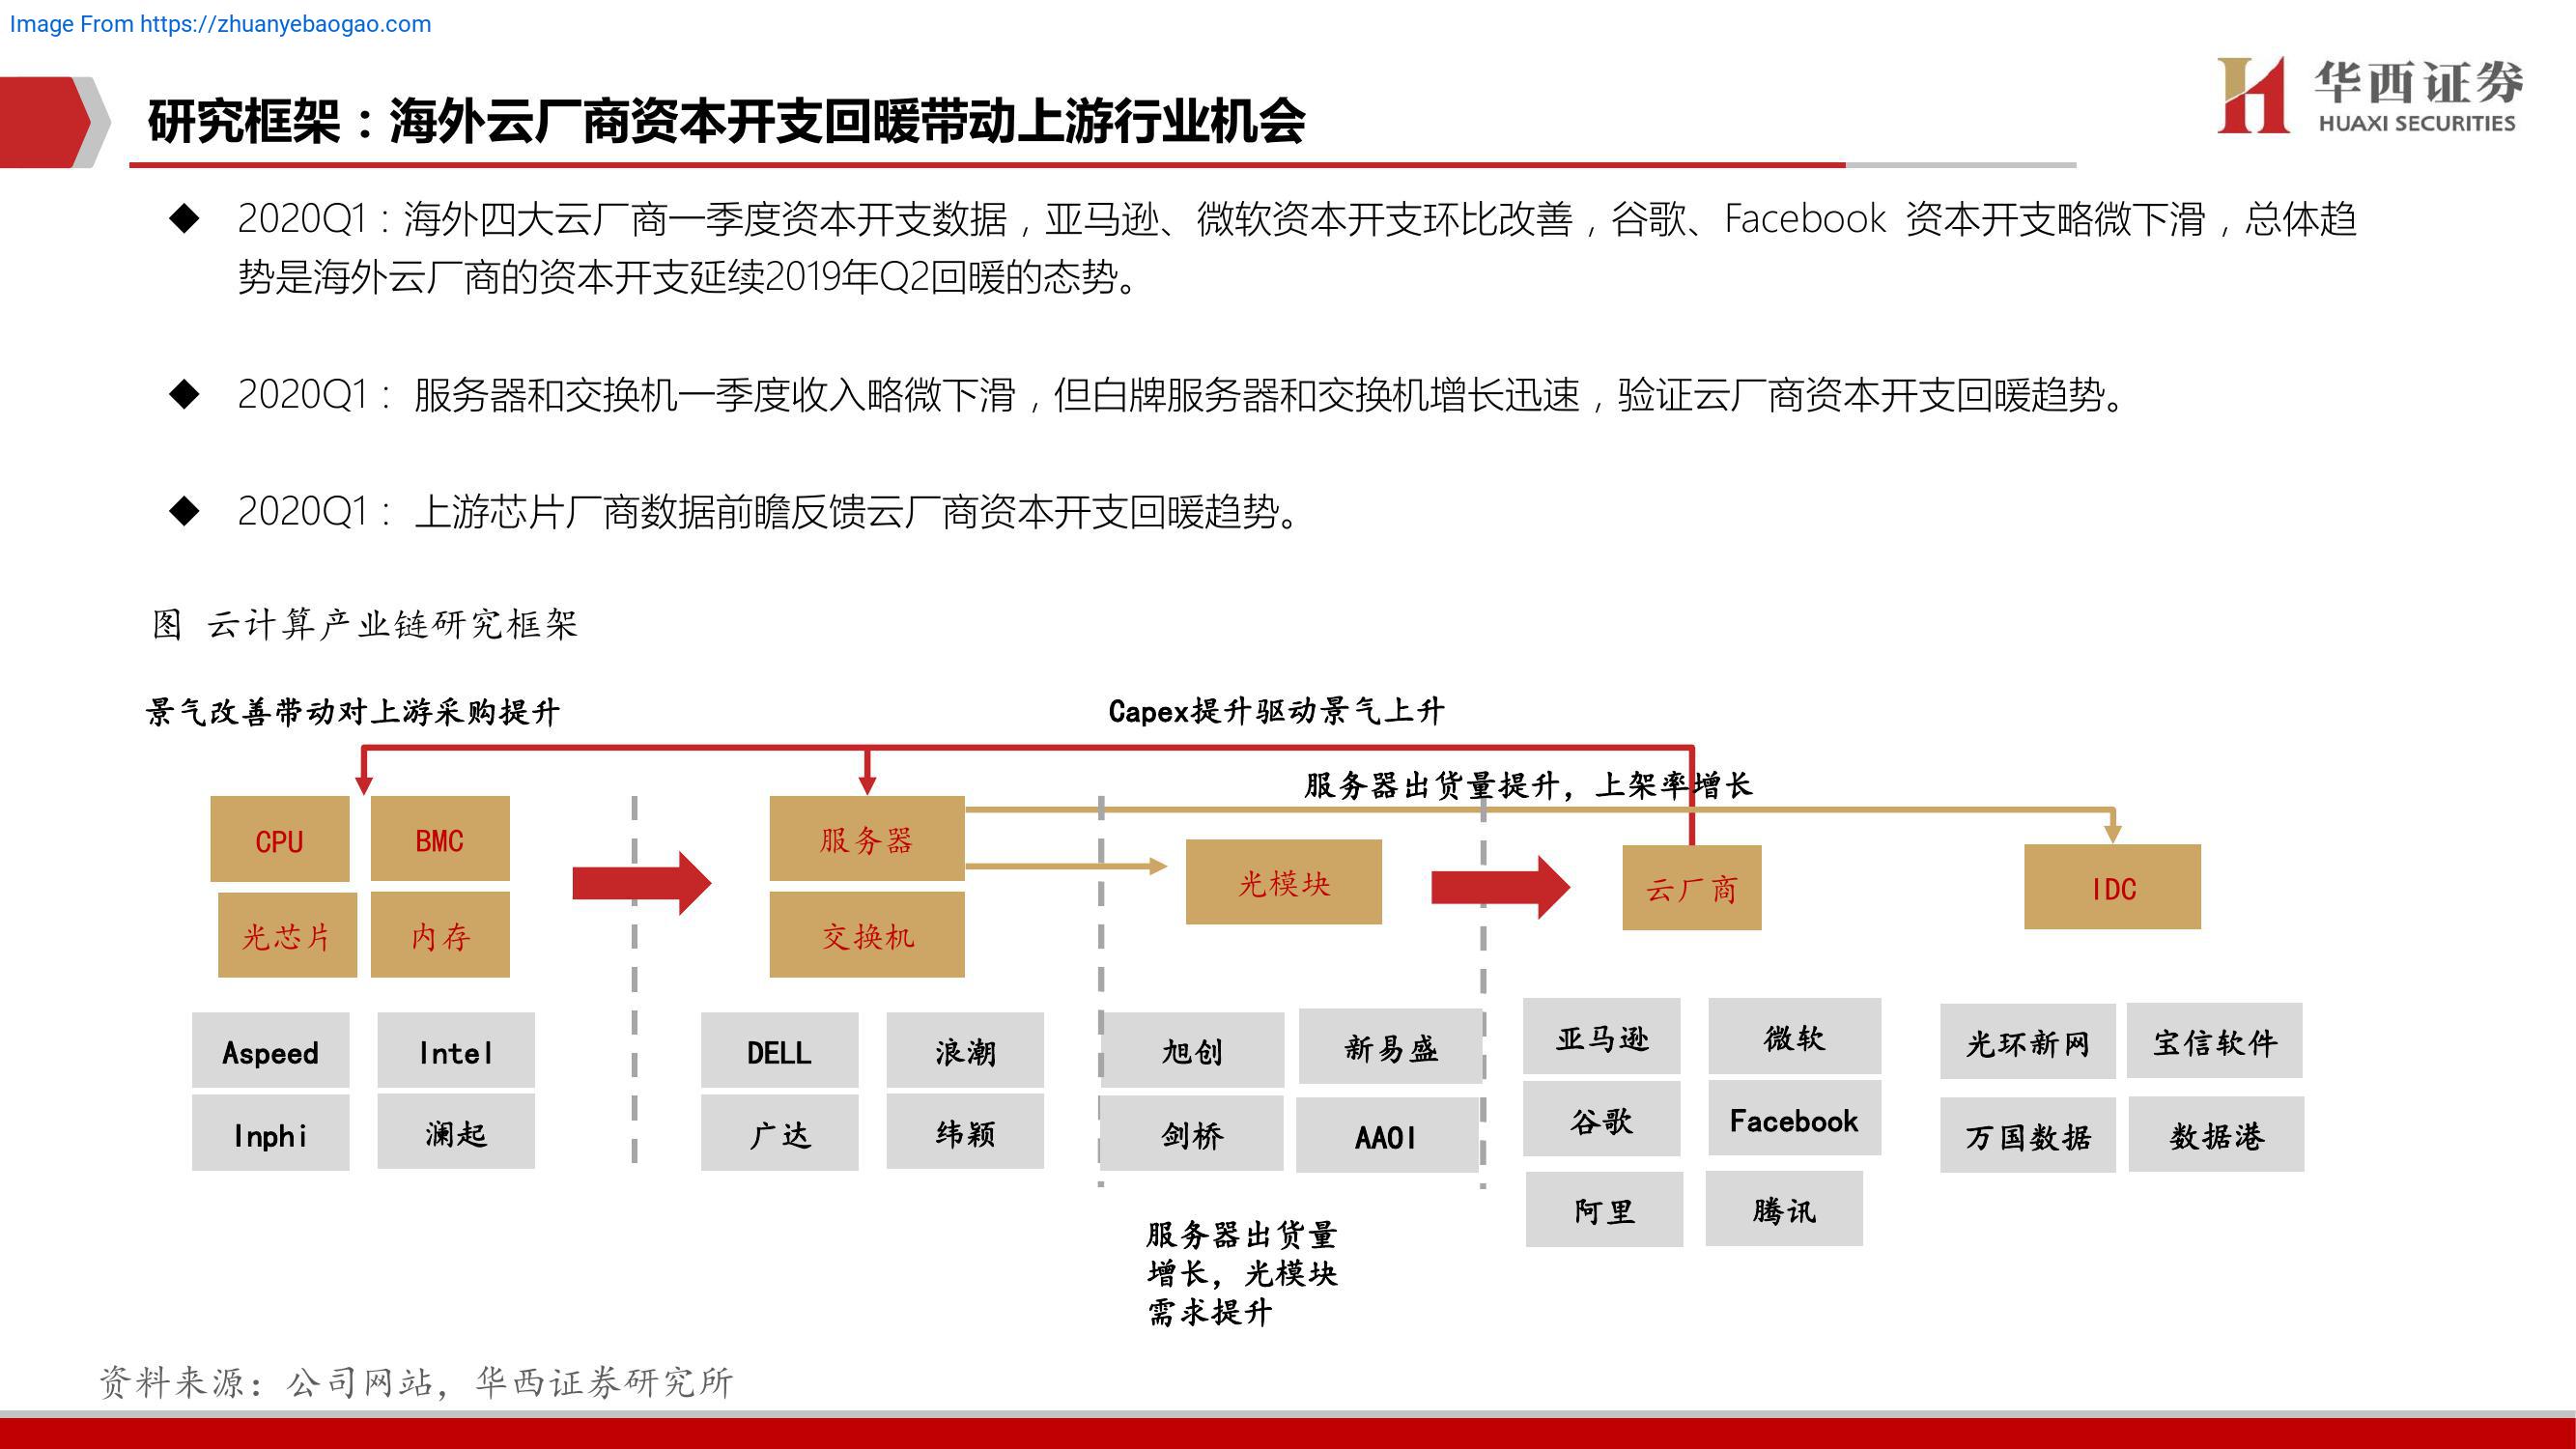 Image From https://zhuanyebaogao.com
华西证券
HUAXI SECURITIES
研究框架：海外云厂商资本开支回暖带动上游行业机会
◆ 2020Q1：海外四大云厂商一季度资本开支数据，亚马逊、微软资本开支环比改善，谷歌、Facebook 资本开支略微下滑，总体趋
势是海外云厂商的资本开支延续2019年Q2回暖的态势。
◆ 2020Q1： 服务器和交换机一季度收入略微下滑，但白牌服务器和交换机增长迅速，验证云厂商资本开支回暖趋势。
◆ 2020Q1： 上游芯片厂商数据前瞻反馈云厂商资本开支回暖趋势。
图 云计算产业链研究框架
景气改善带动对上游采购提升
Capex提升驱动景气上升
服务器出货量提升，上架率增长
CPU
BMC
光芯片
内存
服务器
交换机
光模块
云厂商
IDC
Aspeed
Intel
Inphi
澜起
DELL
浪潮
广达
纬颖
旭创
新易盛
剑桥
AAOI
亚马逊
微软
谷歌
Facebook
阿里
腾讯
光环新网
宝信软件
万国数据
数据港
服务器出货量
增长，光模块
需求提升
资料来源：公司网站，华西证券研究所